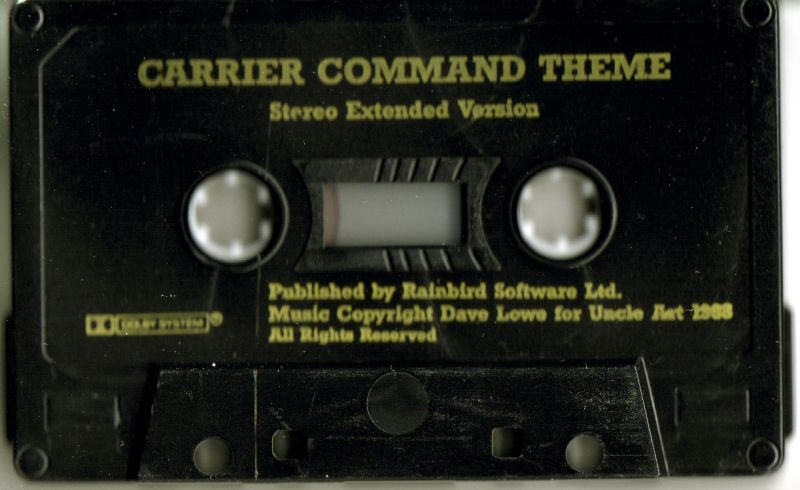 CARRIER COMMAND THEME
Stereo Extended Version
Published by Rainbird Software Ltd.
Music Copyright Dave Lowe for Uncle Art 1988
DOLBY SYSTEM®
All Rights Reserved